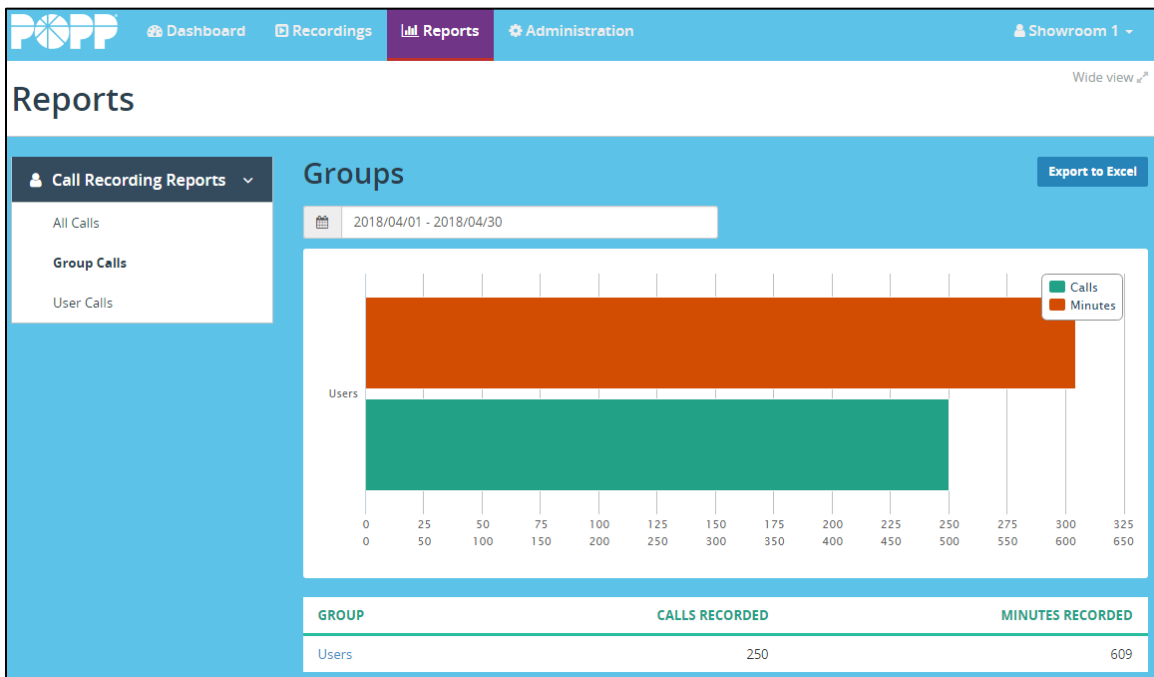 POPP Dashboard Recordings Reports Administration Showroom 1
Wide view
Reports
Call Recording Reports
All Calls
Group Calls
User Calls
Groups
Export to Excel
2018/04/01 - 2018/04/30
Calls
Minutes
Users
0 25 50 75 100 125 150 175 200 225 250 275 300 325
0 50 100 150 200 250 300 350 400 450 500 550 600 650
GROUP CALLS RECORDED MINUTES RECORDED
Users 250 609